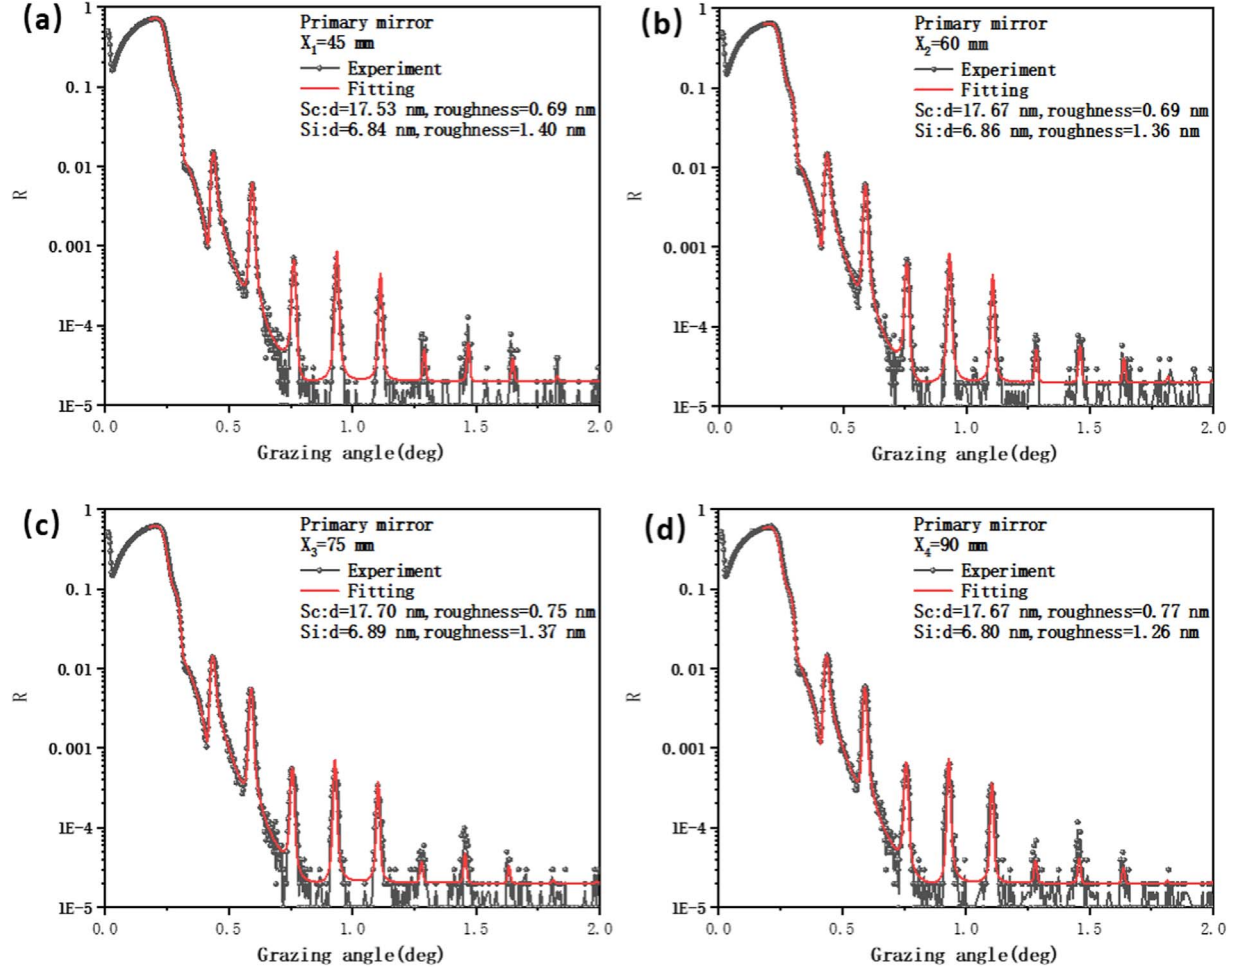 (a)
Primary mirror
X1=45 mm
Experiment
Fitting
Sc:d=17.53 nm,roughness=0.69 nm
Si:d=6.84 nm,roughness=1.40 nm
1
0.1
0.01
0.001
1E-4
1E-5
R
0.0 0.5 1.0 1.5 2.0
Grazing angle(deg)
(b)
Primary mirror
X2=60 mm
Experiment
Fitting
Sc:d=17.67 nm,roughness=0.69 nm
Si:d=6.86 nm,roughness=1.36 nm
1
0.1
0.01
0.001
1E-4
1E-5
R
0.0 0.5 1.0 1.5 2.0
Grazing angle(deg)
(c)
Primary mirror
X3=75 mm
Experiment
Fitting
Sc:d=17.70 nm,roughness=0.75 nm
Si:d=6.89 nm,roughness=1.37 nm
1
0.1
0.01
0.001
1E-4
1E-5
R
0.0 0.5 1.0 1.5 2.0
Grazing angle(deg)
(d)
Primary mirror
X4=90 mm
Experiment
Fitting
Sc:d=17.67 nm,roughness=0.77 nm
Si:d=6.80 nm,roughness=1.26 nm
1
0.1
0.01
0.001
1E-4
1E-5
R
0.0 0.5 1.0 1.5 2.0
Grazing angle(deg)